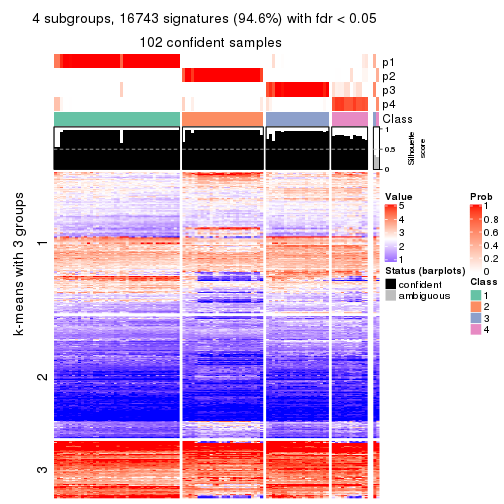 4 subgroups, 16743 signatures (94.6%) with fdr < 0.05
102 confident samples
p1
p2
p3
p4
Class
1
0.5
0
Silhouette
score
k-means with 3 groups
1
2
3
Value
5
4
3
2
1
Prob
1
0.8
0.6
0.4
0.2
0
Status (barplots)
confident
ambiguous
Class
1
2
3
4